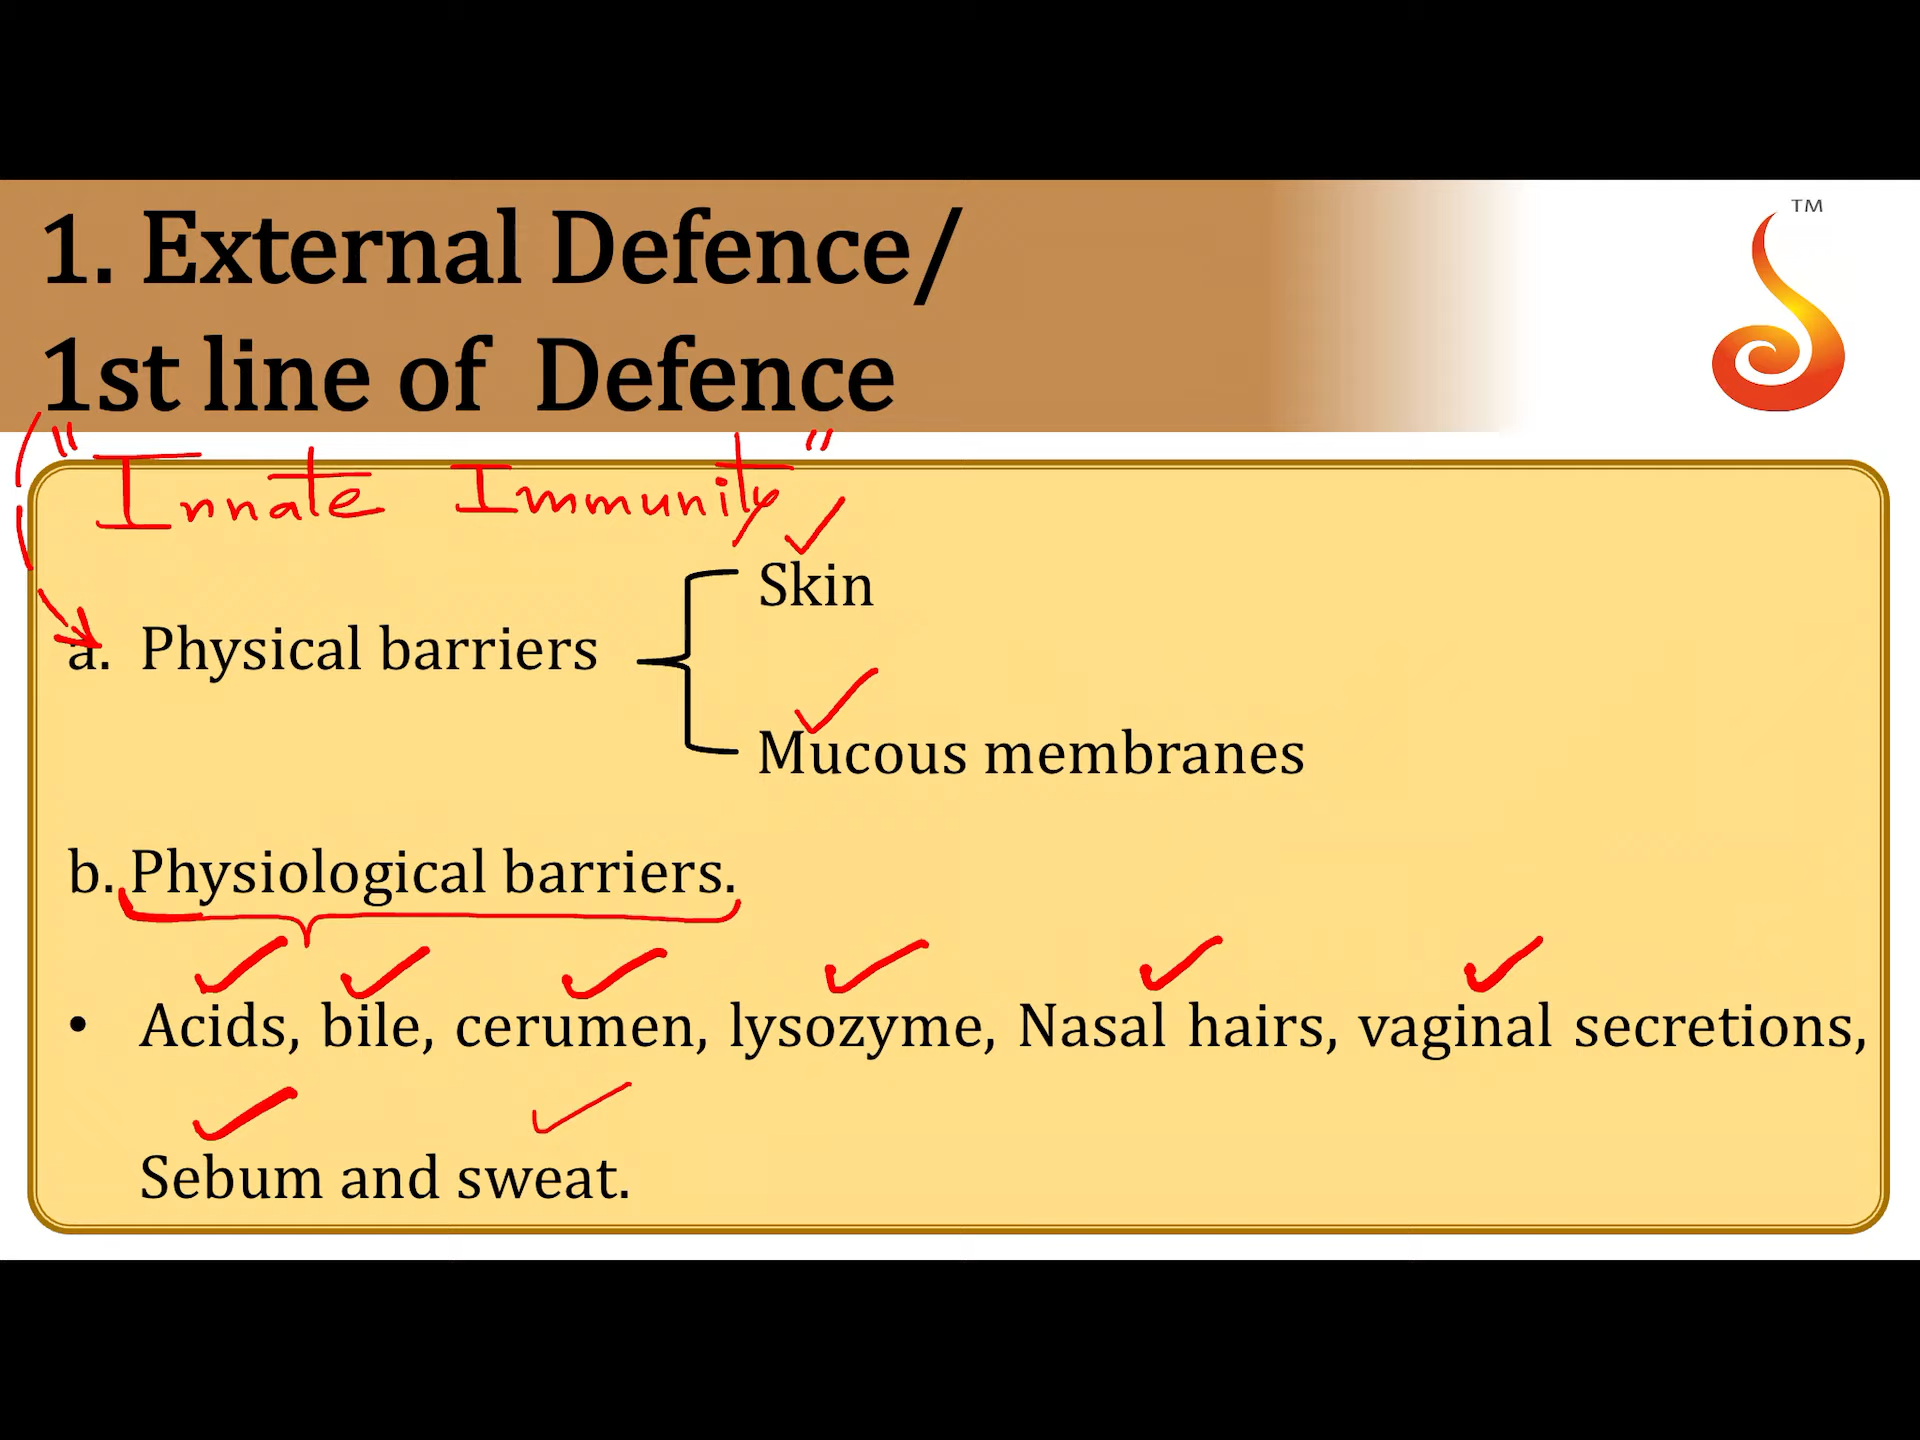 1. External Defence/
TM
1st line of Defence
"Innate Immunity"
Skin
a. Physical barriers
Mucous membranes
b. Physiological barriers.
• Acids, bile, cerumen, lysozyme, Nasal hairs, vaginal secretions,
Sebum and sweat.